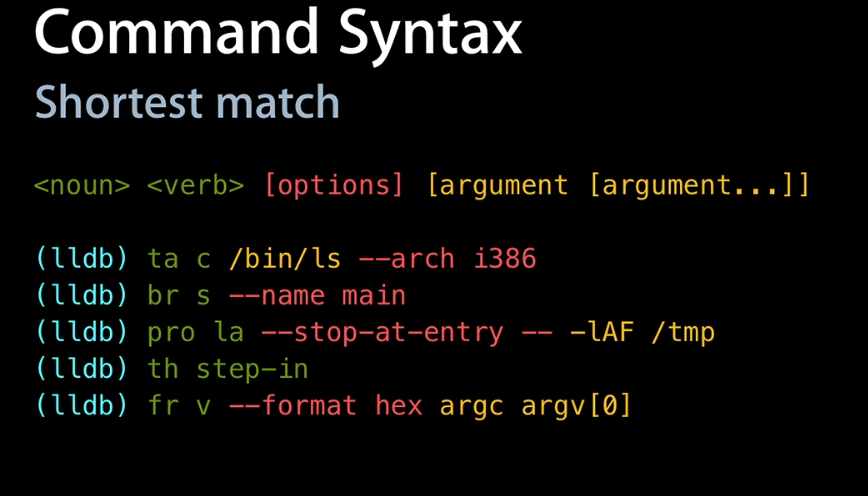 Command Syntax
Shortest match
<noun> <verb> [options] [argument [argument...]]
(lldb) ta c /bin/ls --arch i386
(lldb) br s --name main
(lldb) pro la --stop-at-entry -- -lAF /tmp
(lldb) th step-in
(lldb) fr v --format hex argc argv[0]